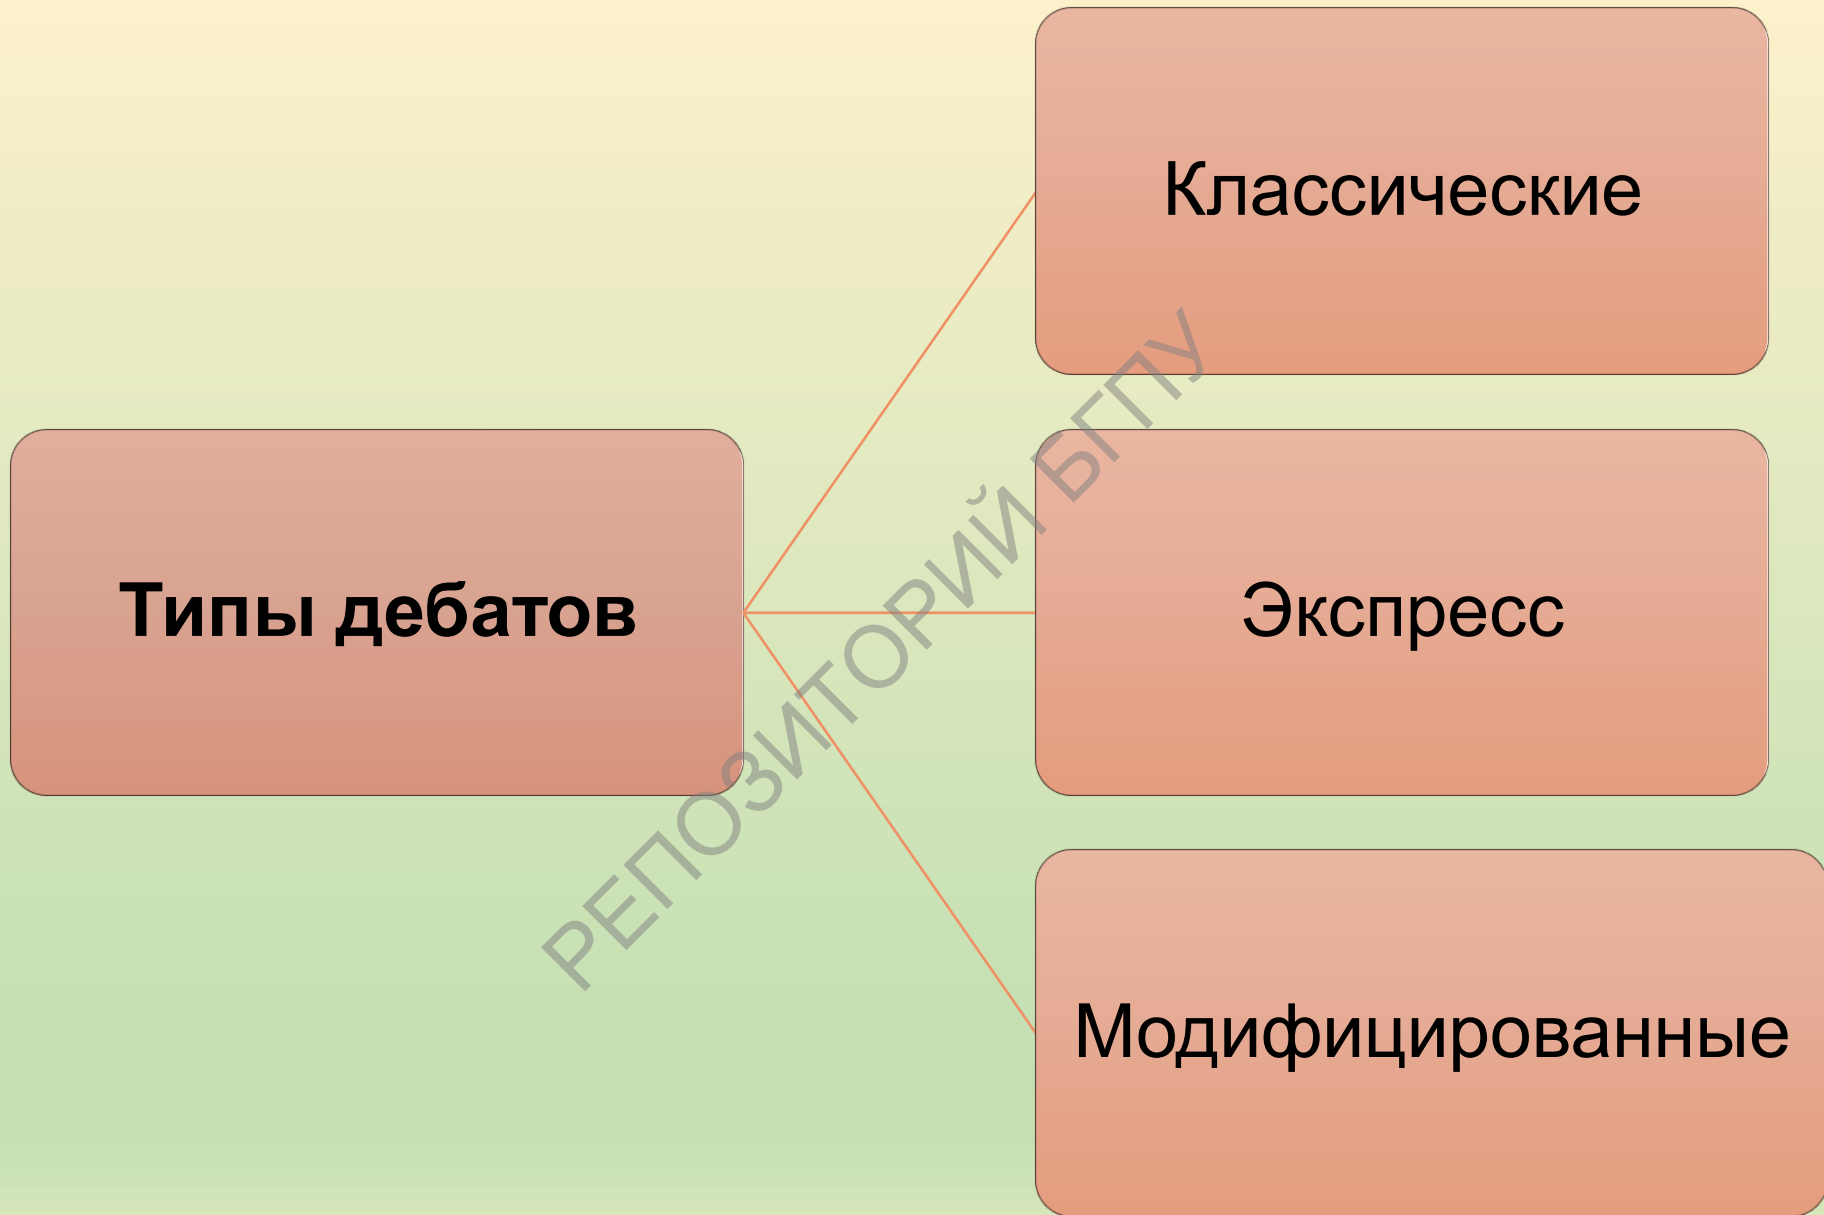 Классические
Типы дебатов
Экспресс
Модифицированные
РЕПОЗИТОРИЙ БГПУ